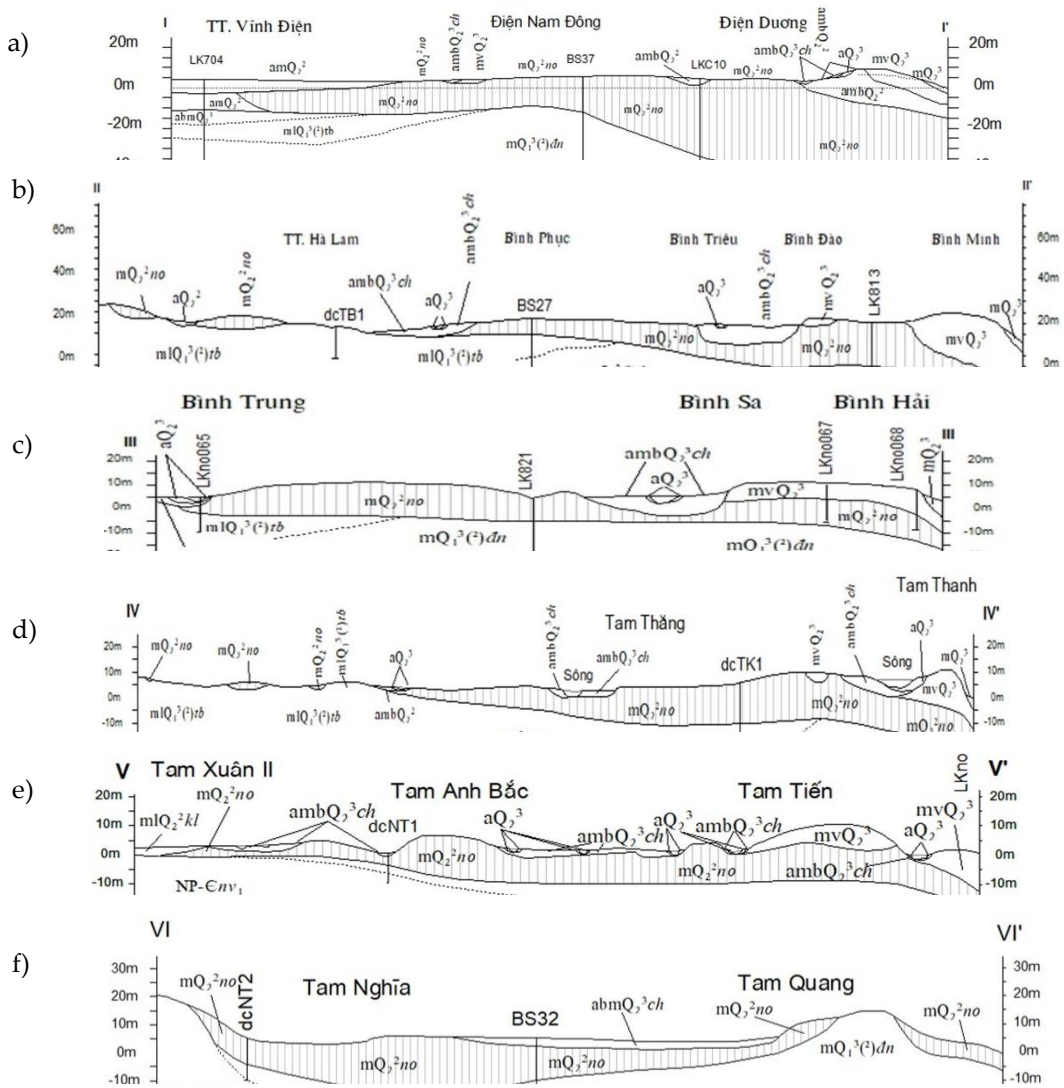 a)
I TT. Vĩnh Điện Điện Nam Đông Điện Dương I'
20m LK704 amQ₂² mQ₂²no ambQ₂³ch mvQ₂³ mQ₂²no BS37 ambQ₂² LKC10 mQ₂²no ambQ₂³ch ambQ₂² aQ₂³ mvQ₂³ mQ₂³ 20m
0m amQ₂² mQ₂²no mQ₂²no ambQ₂² 0m
abmQ₂¹
-20m mlQ₁³⁽²⁾tb mQ₁³⁽²⁾đn mQ₂²no -20m
b)
II II'
60m TT. Hà Lam ambQ₂³ch Bình Phục Bình Triêu Bình Đào Bình Minh 60m
40m mQ₂²no aQ₂² mQ₂²no ambQ₂³ch aQ₂³ BS27 aQ₂³ ambQ₂³ch mvQ₂³ LK813 mQ₂³ 40m
20m dcTB1 mQ₂²no mQ₂²no mvQ₂³ 20m
0m mlQ₁³⁽²⁾tb mlQ₁³⁽²⁾tb 0m
c)
Bình Trung Bình Sa Bình Hải
III aQ₂³ LKno065 LK821 ambQ₂³ch LKno067 LKno068 mQ₂³ III
20m aQ₂³ 20m
10m mvQ₂³ 10m
0m mQ₂²no mQ₂²no 0m
-10m mlQ₁³⁽²⁾tb mQ₁³⁽²⁾đn mQ₁³⁽²⁾đn -10m
d)
IV Tam Thăng Tam Thanh IV'
20m mQ₂²no mQ₂²no mQ₂²no mlQ₁³⁽²⁾tb aQ₂³ ambQ₂³ch Sông ambQ₂³ch dcTK1 mvQ₂³ ambQ₂³ch Sông aQ₂³ mQ₂³ 20m
10m 10m
0m mlQ₁³⁽²⁾tb mlQ₁³⁽²⁾tb ambQ₂² mQ₂²no mQ₂²no mvQ₂³ 0m
-10m mQ₂²no -10m
e)
V Tam Xuân II Tam Anh Bắc Tam Tiến LKno V'
20m mQ₂²no ambQ₂³ch dcNT1 aQ₂³ aQ₂³ ambQ₂³ch mvQ₂³ 20m
10m mlQ₂²kl ambQ₂³ch mvQ₂³ aQ₂³ 10m
0m mQ₂²no mQ₂²no ambQ₂³ch 0m
-10m NP-Єnv₁ -10m
f)
VI VI'
30m mQ₂²no Tam Nghĩa Tam Quang 30m
20m dcNT2 BS32 abmQ₂³ch mQ₂²no mQ₂²no 20m
10m 10m
0m mQ₂²no mQ₂²no mQ₁³⁽²⁾đn 0m
-10m -10m